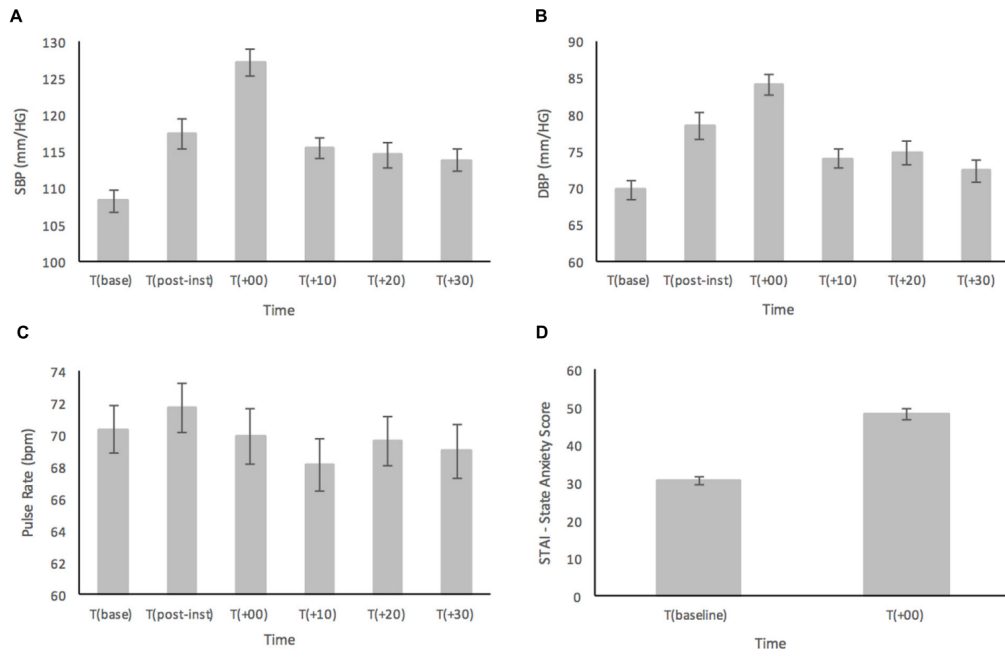 A
SBP (mm/HG)
130
125
120
115
110
105
100
T(base) T(post-inst) T(+00) T(+10) T(+20) T(+30)
Time
B
DBP (mm/HG)
90
85
80
75
70
65
60
T(base) T(post-inst) T(+00) T(+10) T(+20) T(+30)
Time
C
Pulse Rate (bpm)
74
72
70
68
66
64
62
60
T(base) T(post-inst) T(+00) T(+10) T(+20) T(+30)
Time
D
STAI - State Anxiety Score
60
50
40
30
20
10
0
T(baseline) T(+00)
Time